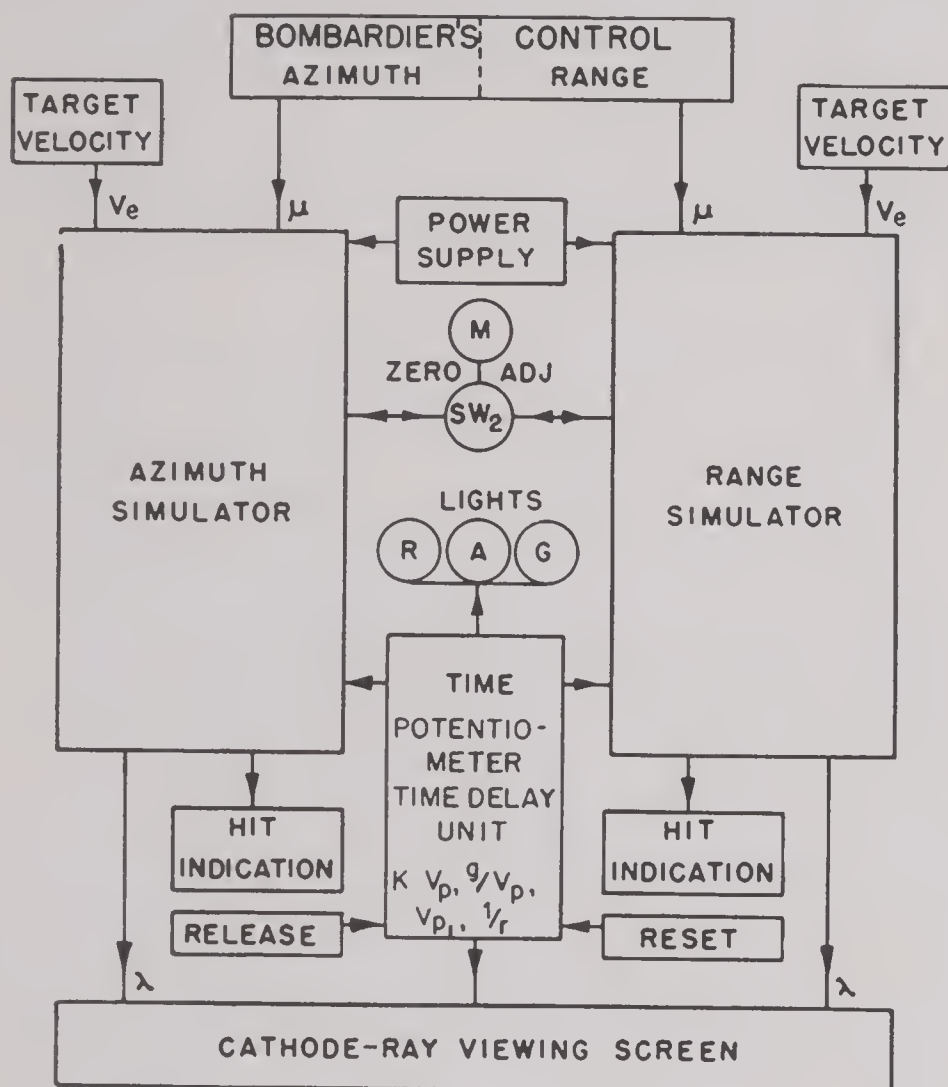 BOMBARDIER'S CONTROL
AZIMUTH RANGE
TARGET
VELOCITY
TARGET
VELOCITY
Ve
μ
μ
Ve
POWER
SUPPLY
M
ZERO ADJ
SW2
AZIMUTH
SIMULATOR
RANGE
SIMULATOR
LIGHTS
R A G
TIME
POTENTIO-
METER
TIME DELAY
UNIT
K Vp, g/Vp,
Vp₁, 1/r
HIT
INDICATION
HIT
INDICATION
RELEASE
RESET
λ
λ
CATHODE-RAY VIEWING SCREEN